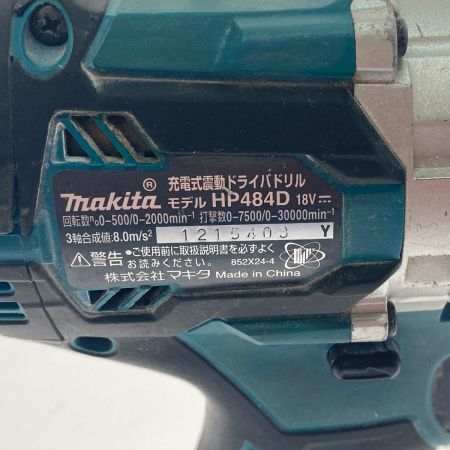 ® 充電式震動ドライバドリル
makita モデル HP484D 18V⎓
回転数n₀0-500/0-2000min⁻¹ 打撃数0-7500/0-30000min⁻¹
3軸合成値:8.0m/s² 1215403 Y
⚠警告 ●ご使用前に取扱説明書を必ずよくお読みください。 852X24-4
株式会社マキタ Made in China